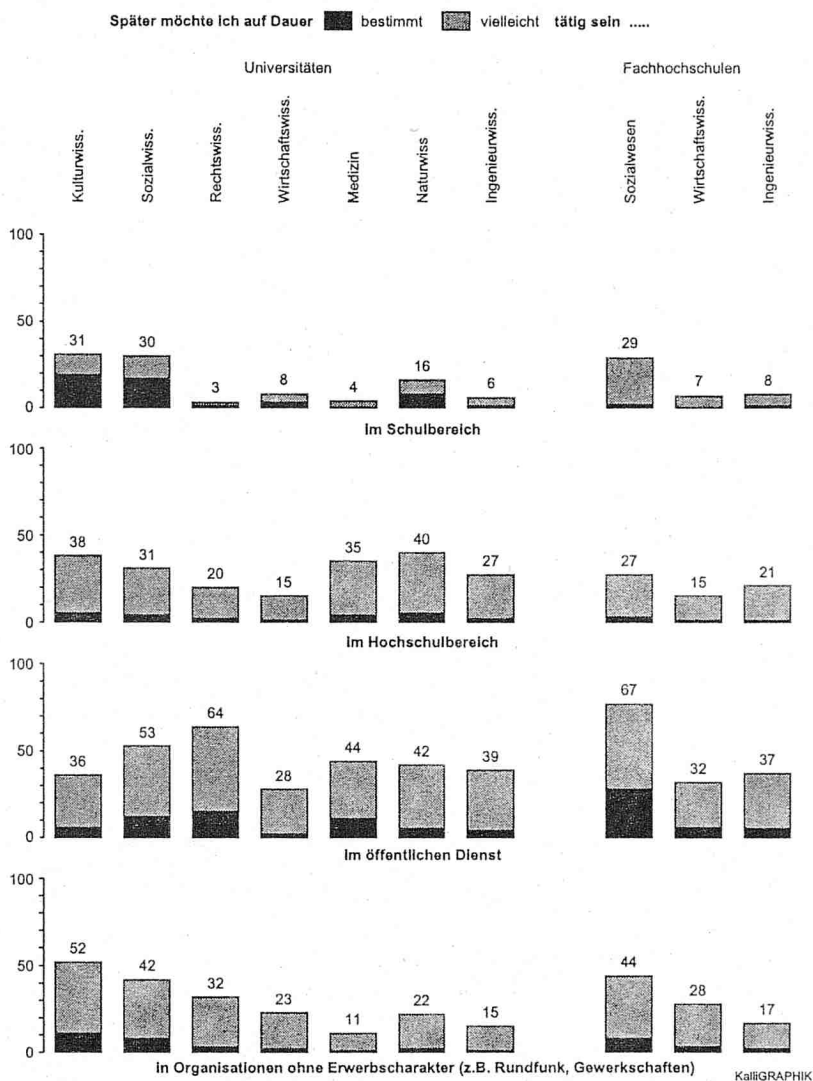 Später möchte ich auf Dauer bestimmt vielleicht tätig sein .....
Universitäten Fachhochschulen
Kulturwiss. Sozialwiss. Rechtswiss. Wirtschaftswiss. Medizin Naturwiss Ingenieurwiss. Sozialwesen Wirtschaftswiss. Ingenieurwiss.
100
50
31 30 3 8 4 16 6 29 7 8
0
im Schulbereich
100
50
38 31 20 15 35 40 27 27 15 21
0
im Hochschulbereich
100
50
36 53 64 28 44 42 39 67 32 37
0
im öffentlichen Dienst
100
50
52 42 32 23 11 22 15 44 28 17
0
in Organisationen ohne Erwerbscharakter (z.B. Rundfunk, Gewerkschaften)
KalliGRAPHIK